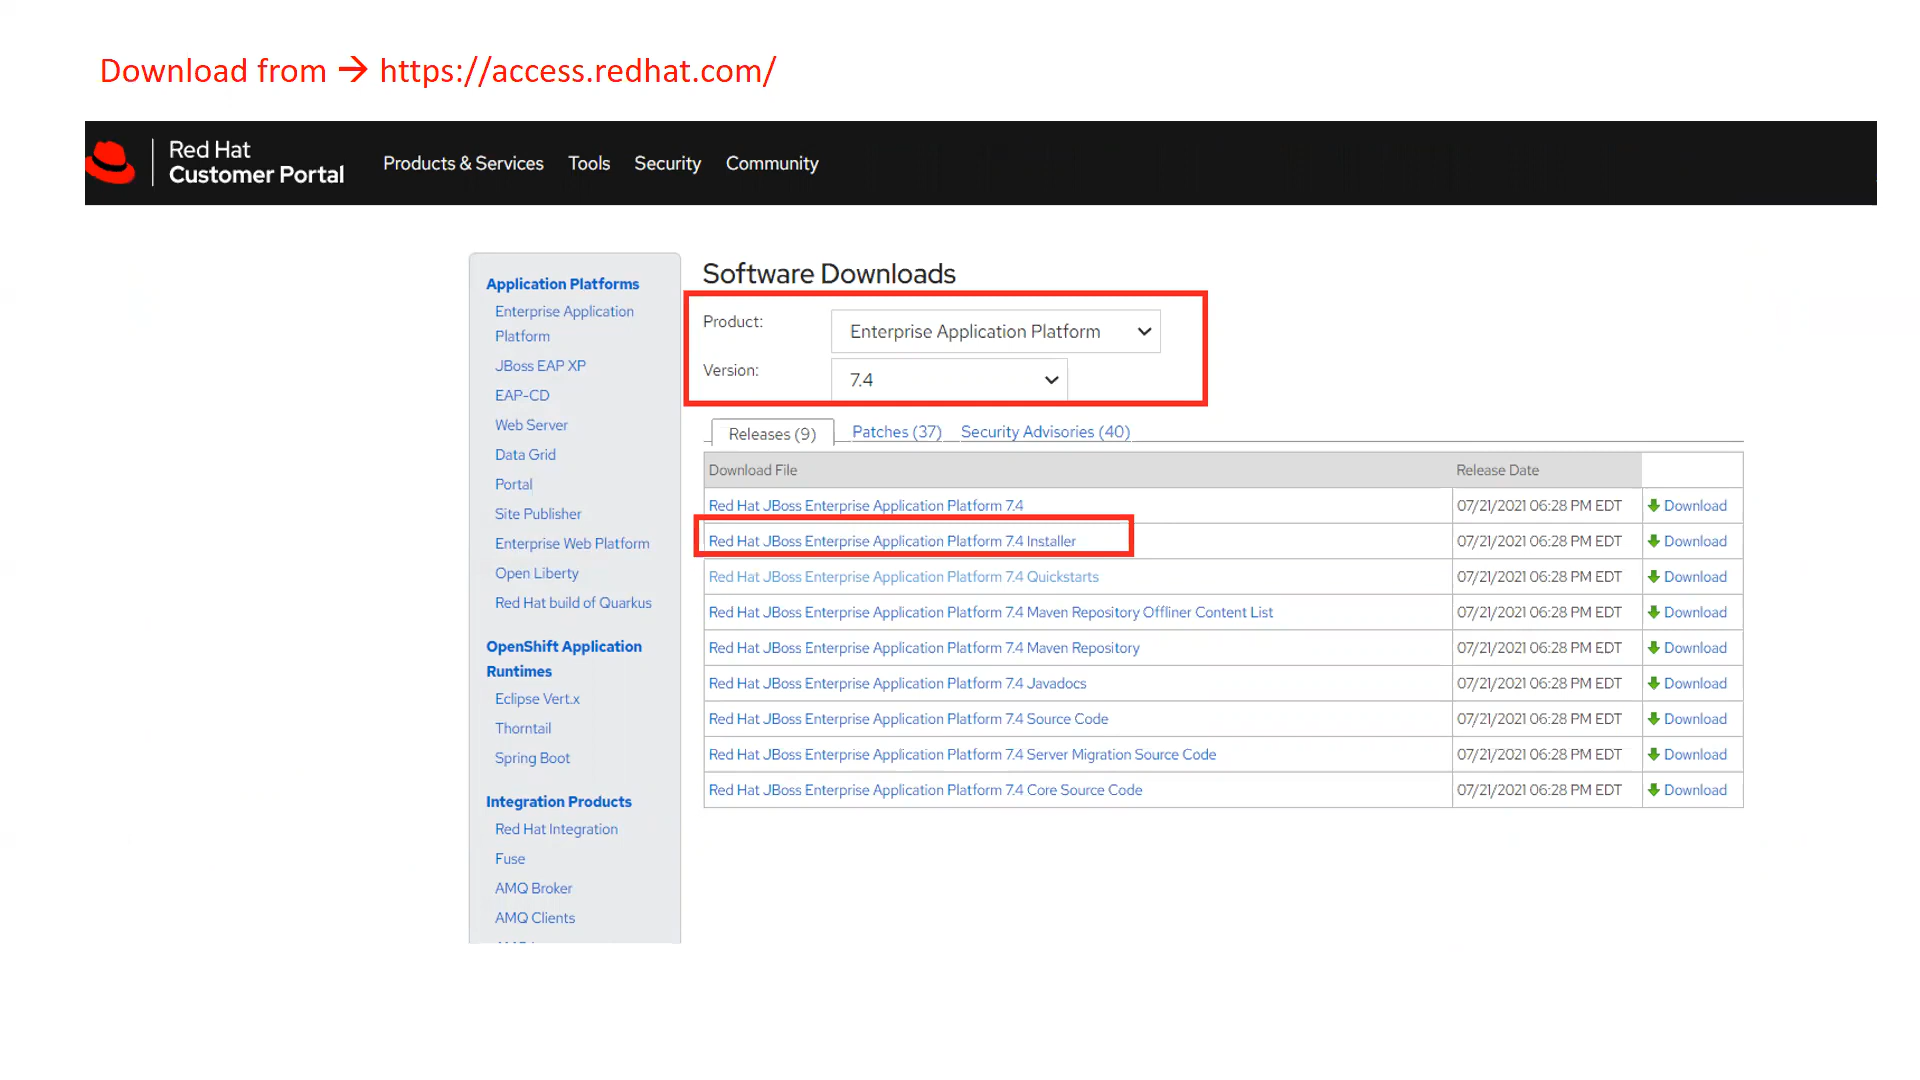 Download from → https://access.redhat.com/
Red Hat
Customer Portal
Products & Services Tools Security Community
Application Platforms
Enterprise Application
Platform
JBoss EAP XP
EAP-CD
Web Server
Data Grid
Portal
Site Publisher
Enterprise Web Platform
Open Liberty
Red Hat build of Quarkus
OpenShift Application
Runtimes
Eclipse Vert.x
Thorntail
Spring Boot
Integration Products
Red Hat Integration
Fuse
AMQ Broker
AMQ Clients
Software Downloads
Product: Enterprise Application Platform
Version: 7.4
Releases (9) Patches (37) Security Advisories (40)
Download File Release Date
Red Hat JBoss Enterprise Application Platform 7.4 07/21/2021 06:28 PM EDT Download
Red Hat JBoss Enterprise Application Platform 7.4 Installer 07/21/2021 06:28 PM EDT Download
Red Hat JBoss Enterprise Application Platform 7.4 Quickstarts 07/21/2021 06:28 PM EDT Download
Red Hat JBoss Enterprise Application Platform 7.4 Maven Repository Offliner Content List 07/21/2021 06:28 PM EDT Download
Red Hat JBoss Enterprise Application Platform 7.4 Maven Repository 07/21/2021 06:28 PM EDT Download
Red Hat JBoss Enterprise Application Platform 7.4 Javadocs 07/21/2021 06:28 PM EDT Download
Red Hat JBoss Enterprise Application Platform 7.4 Source Code 07/21/2021 06:28 PM EDT Download
Red Hat JBoss Enterprise Application Platform 7.4 Server Migration Source Code 07/21/2021 06:28 PM EDT Download
Red Hat JBoss Enterprise Application Platform 7.4 Core Source Code 07/21/2021 06:28 PM EDT Download